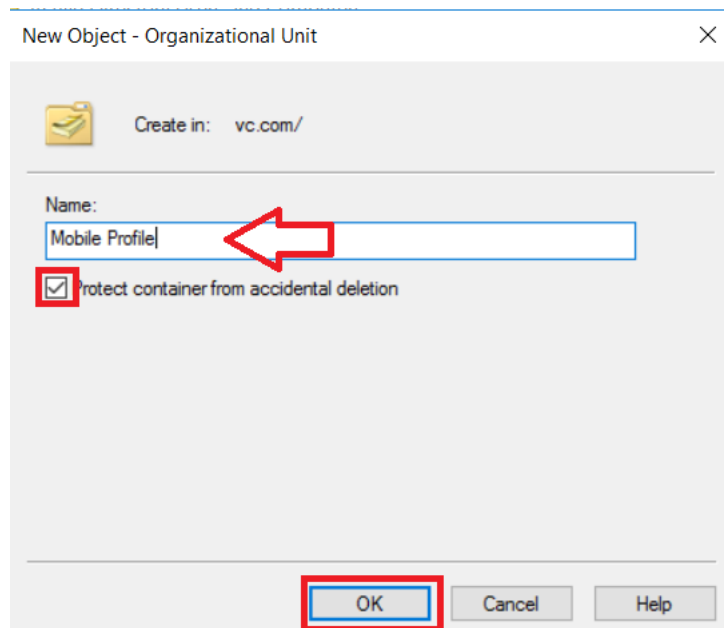 New Object - Organizational Unit
Create in: vc.com/
Name:
Mobile Profile
Protect container from accidental deletion
OK Cancel Help